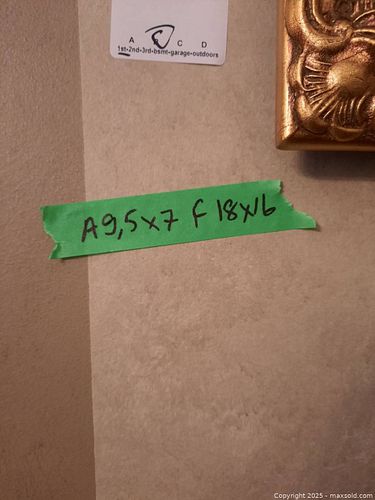 A B C D
1st-2nd-3rd-bsmt-garage-outdoors
A9,5x7 F 18x16
Copyright 2025 - maxsold.com